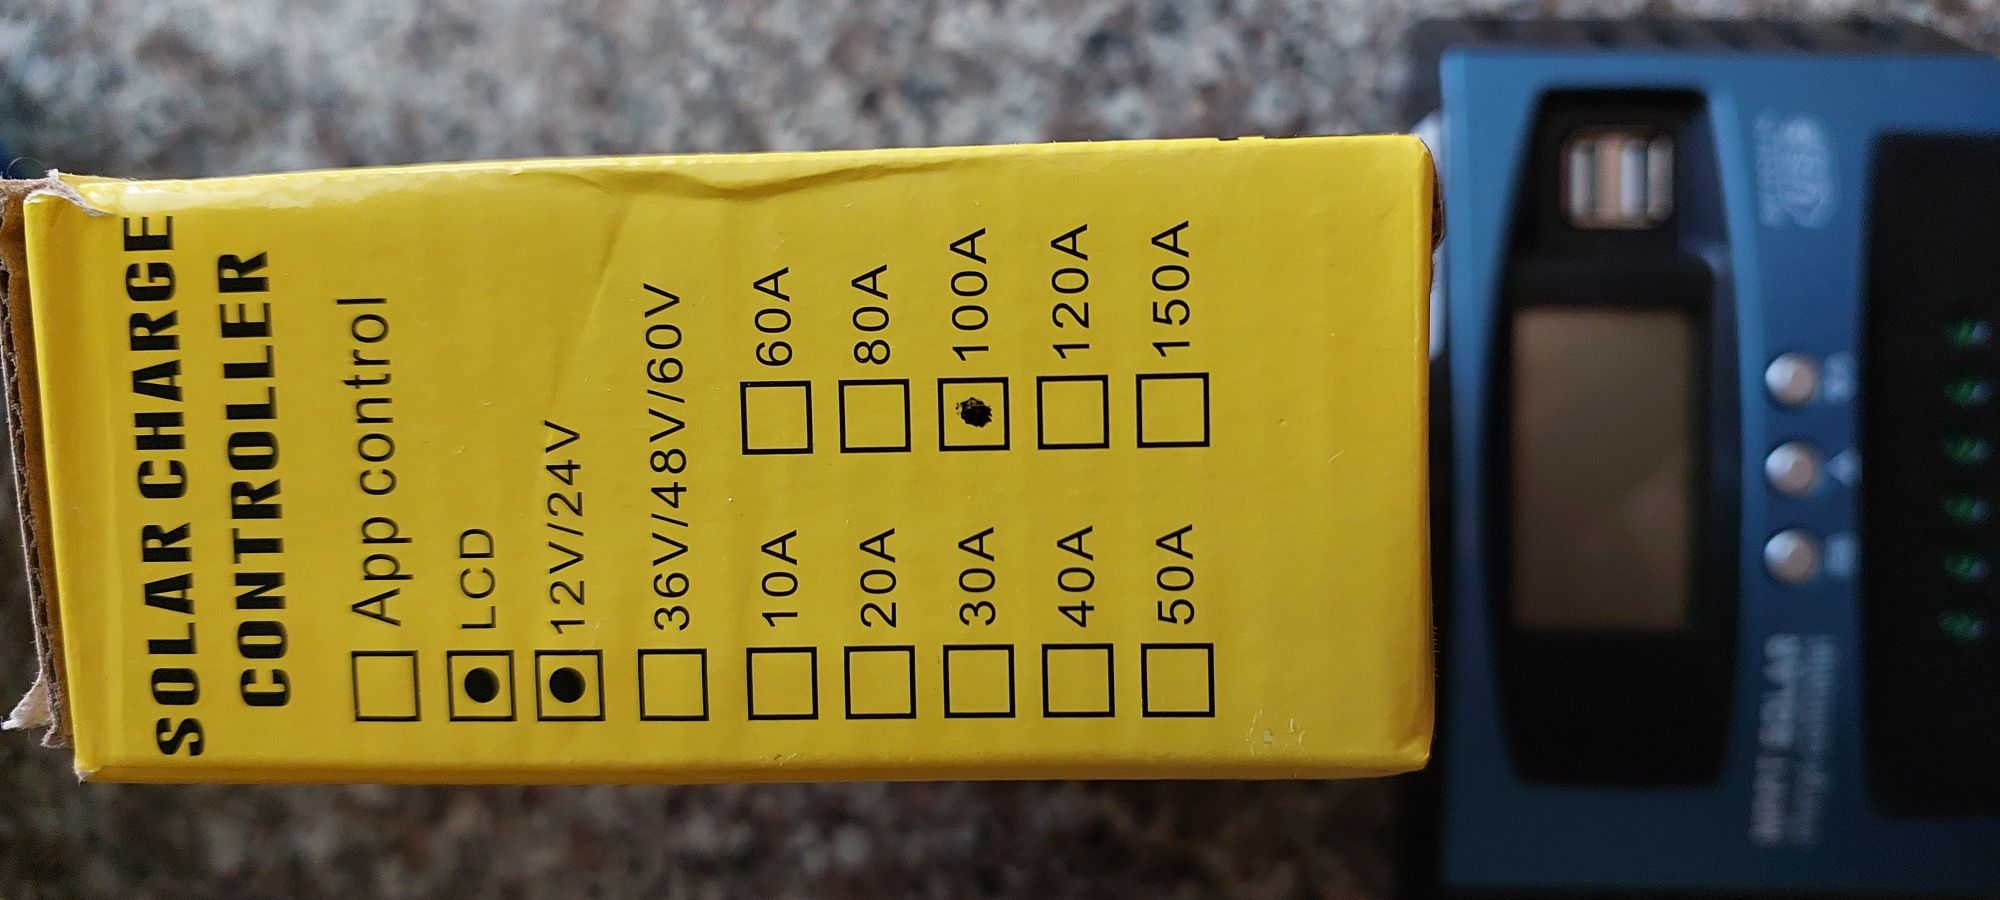 SOLAR CHARGE
CONTROLLER
App control
LCD
12V/24V
36V/48V/60V
10A 60A
20A 80A
30A 100A
40A 120A
50A 150A